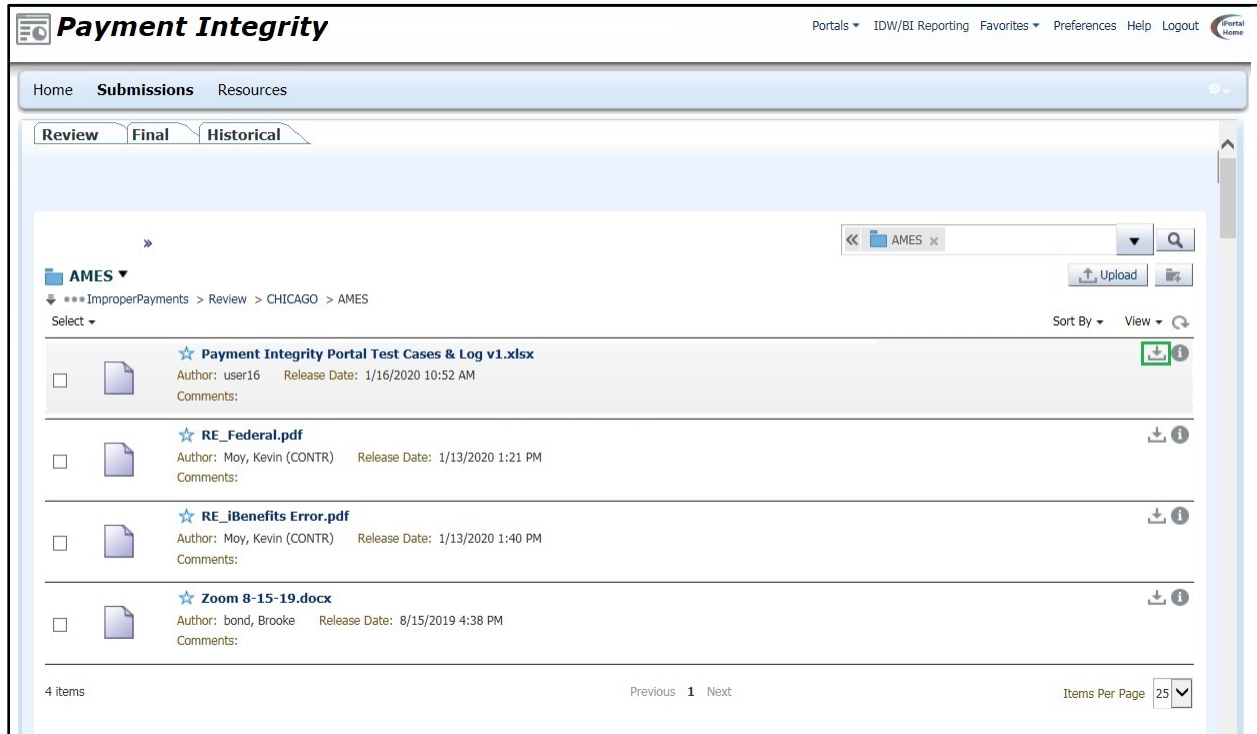 Payment Integrity
Portals IDW/BI Reporting Favorites Preferences Help Logout iPortal Home
Home Submissions Resources
Review Final Historical
» « AMES x
AMES
Upload
ImproperPayments > Review > CHICAGO > AMES
Select Sort By View
Payment Integrity Portal Test Cases & Log v1.xlsx
Author: user16 Release Date: 1/16/2020 10:52 AM
Comments:
RE_Federal.pdf
Author: Moy, Kevin (CONTR) Release Date: 1/13/2020 1:21 PM
Comments:
RE_iBenefits Error.pdf
Author: Moy, Kevin (CONTR) Release Date: 1/13/2020 1:40 PM
Comments:
Zoom 8-15-19.docx
Author: bond, Brooke Release Date: 8/15/2019 4:38 PM
Comments:
4 items Previous 1 Next Items Per Page 25